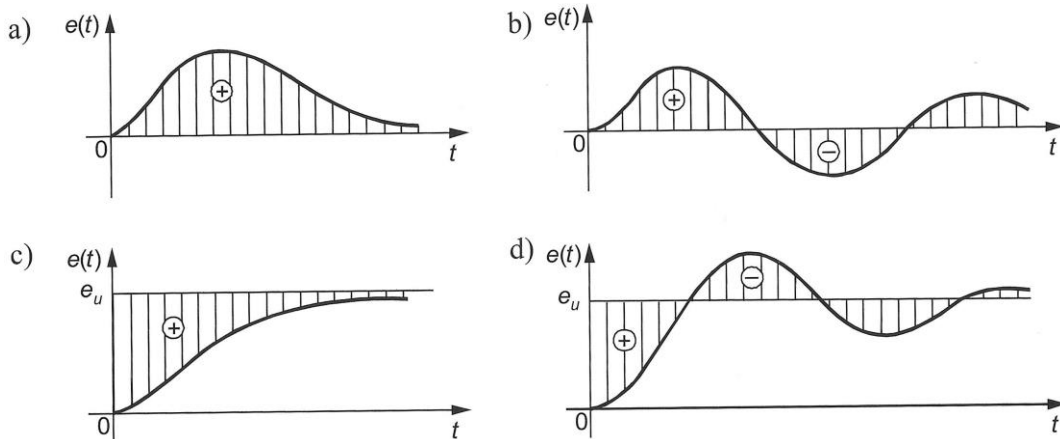 a)
e(t)
+
0
t
b)
e(t)
+
−
0
t
c)
e(t)
e_u
+
0
t
d)
e(t)
e_u
+
−
0
t